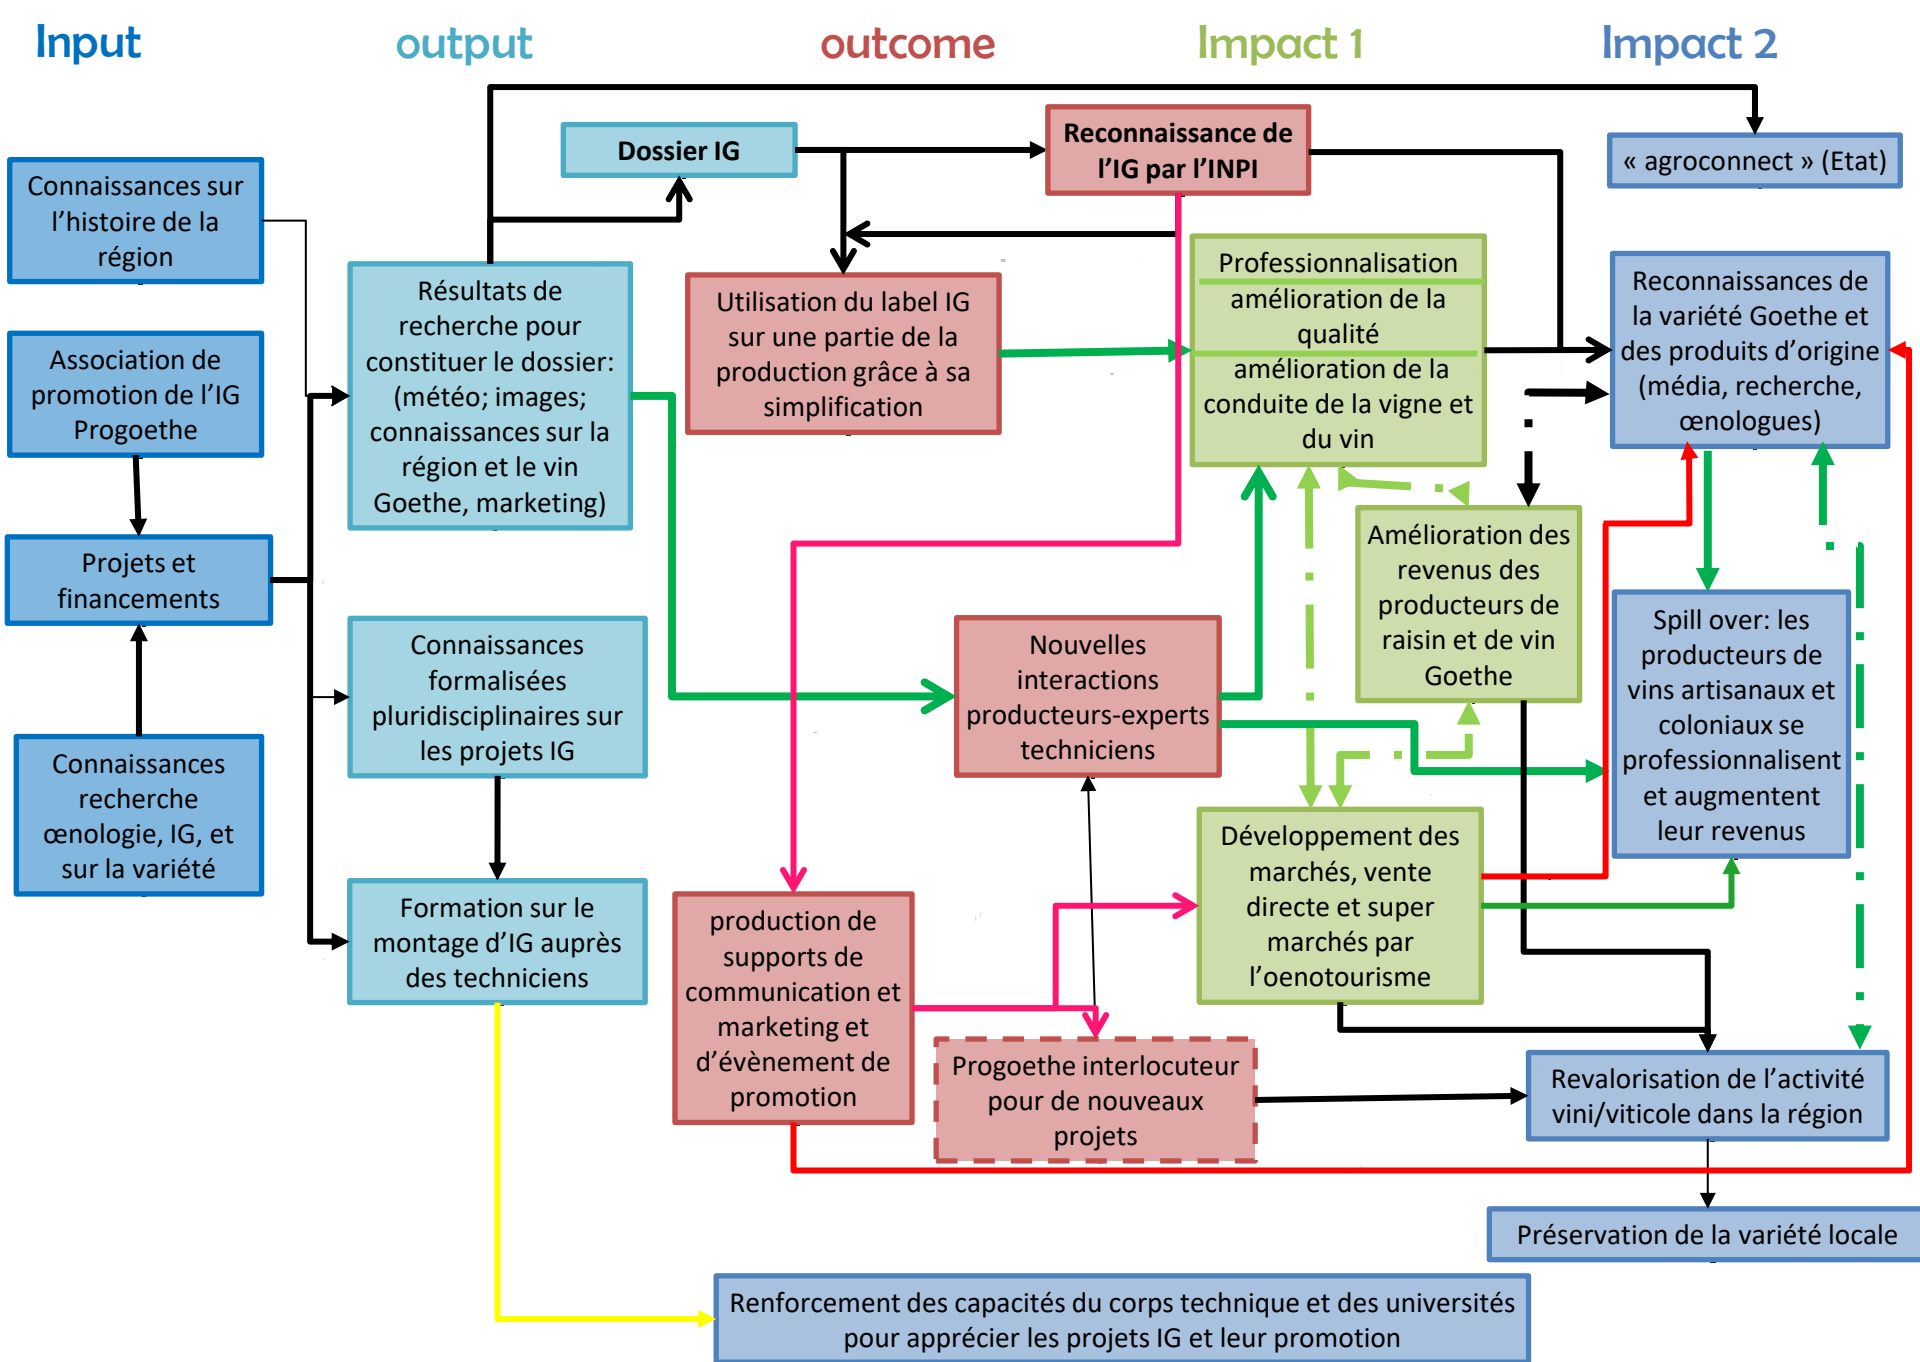 Input
output
outcome
Impact 1
Impact 2
Connaissances sur
l’histoire de la
région
Association de
promotion de l’IG
Progoethe
Projets et
financements
Connaissances
recherche
œnologie, IG, et
sur la variété
Dossier IG
Résultats de
recherche pour
constituer le dossier:
(météo; images;
connaissances sur la
région et le vin
Goethe, marketing)
Connaissances
formalisées
pluridisciplinaires sur
les projets IG
Formation sur le
montage d’IG auprès
des techniciens
Reconnaissance de
l’IG par l’INPI
Utilisation du label IG
sur une partie de la
production grâce à sa
simplification
Nouvelles
interactions
producteurs-experts
techniciens
production de
supports de
communication et
marketing et
d’évènement de
promotion
Progoethe interlocuteur
pour de nouveaux
projets
Professionnalisation
amélioration de la
qualité
amélioration de la
conduite de la vigne et
du vin
Amélioration des
revenus des
producteurs de
raisin et de vin
Goethe
Développement des
marchés, vente
directe et super
marchés par
l’oenotourisme
« agroconnect » (Etat)
Reconnaissances de
la variété Goethe et
des produits d’origine
(média, recherche,
œnologues)
Spill over: les
producteurs de
vins artisanaux et
coloniaux se
professionnalisent
et augmentent
leur revenus
Revalorisation de l’activité
vini/viticole dans la région
Préservation de la variété locale
Renforcement des capacités du corps technique et des universités
pour apprécier les projets IG et leur promotion